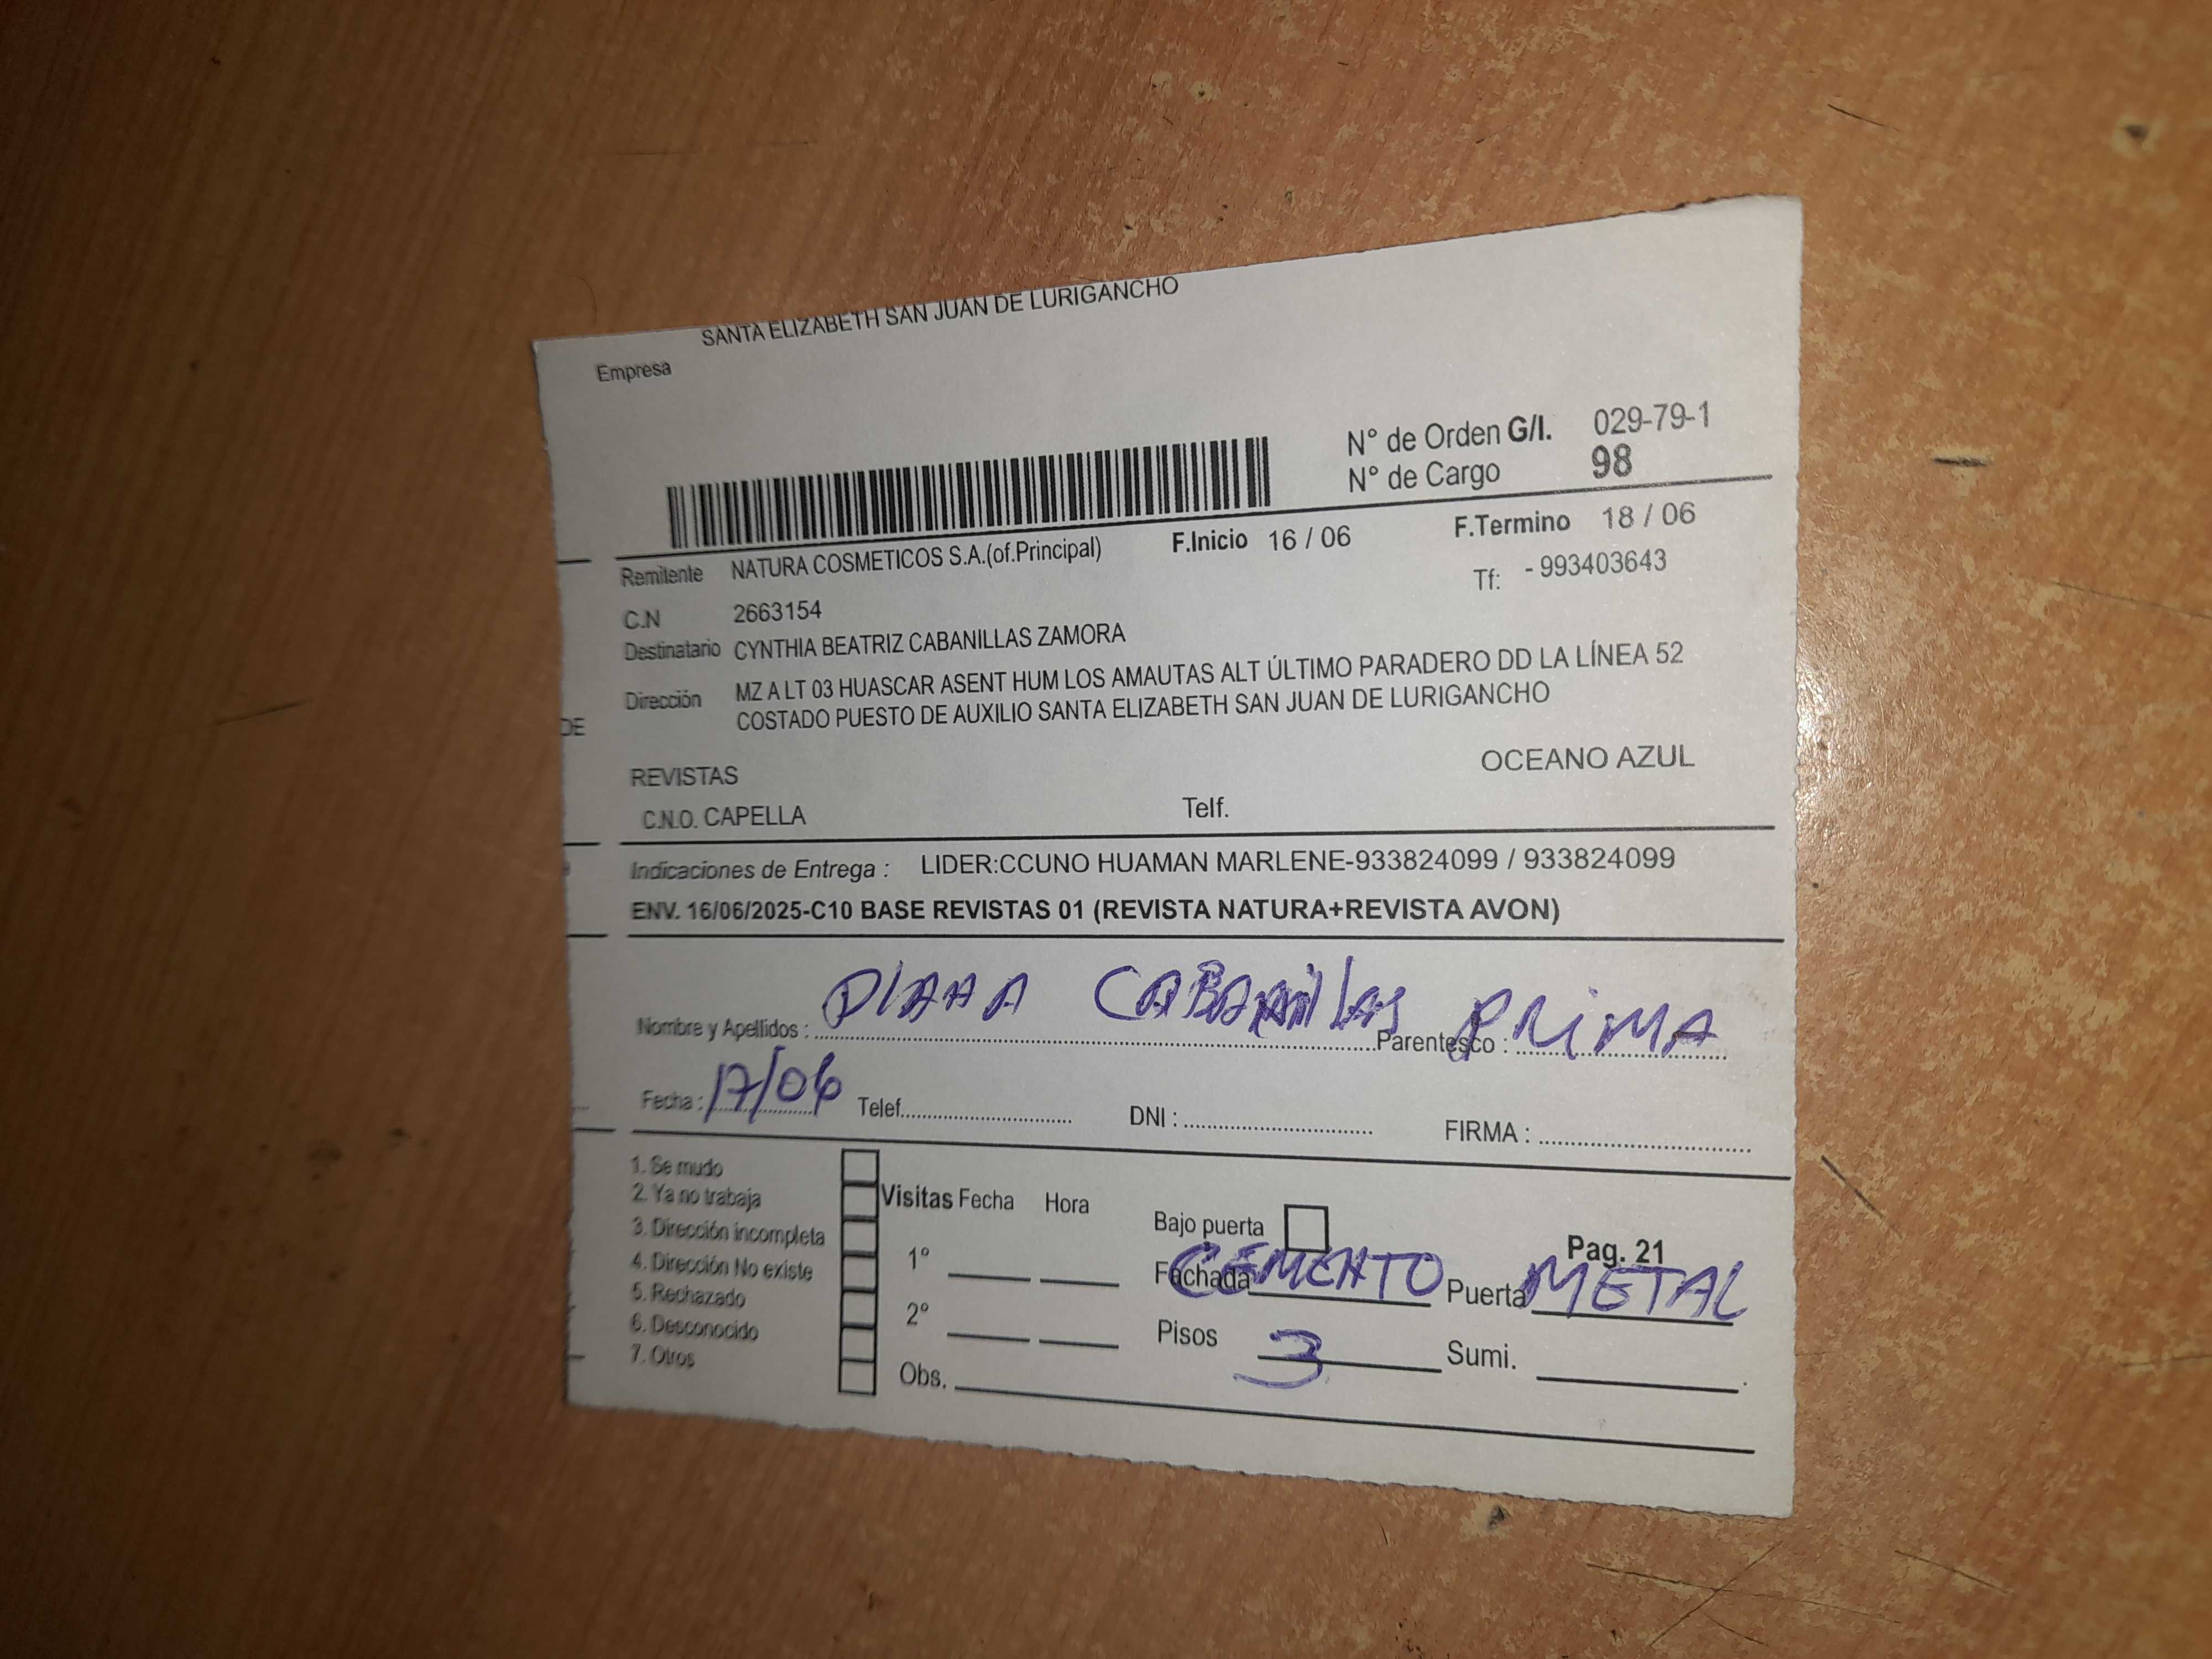 SANTA ELIZABETH SAN JUAN DE LURIGANCHO
Empresa
N° de Orden G/I. 029-79-1
N° de Cargo 98
F.Inicio 16 / 06 F.Termino 18 / 06
Remitente NATURA COSMETICOS S.A.(of.Principal)
Tf: - 993403643
C.N 2663154
Destinatario CYNTHIA BEATRIZ CABANILLAS ZAMORA
Dirección MZ A LT 03 HUASCAR ASENT HUM LOS AMAUTAS ALT ÚLTIMO PARADERO DD LA LÍNEA 52
COSTADO PUESTO DE AUXILIO SANTA ELIZABETH SAN JUAN DE LURIGANCHO
DE
OCEANO AZUL
REVISTAS
C.N.O. CAPELLA Telf.
Indicaciones de Entrega : LIDER:CCUNO HUAMAN MARLENE-933824099 / 933824099
ENV. 16/06/2025-C10 BASE REVISTAS 01 (REVISTA NATURA+REVISTA AVON)
Nombre y Apellidos : DIANA CABANILLAS Parentesco : PRIMA
Fecha : 17/06 Telef. DNI : FIRMA :
1. Se mudo
2. Ya no trabaja
3. Dirección incompleta
4. Dirección No existe
5. Rechazado
6. Desconocido
7. Otros
Visitas Fecha Hora
1°
2°
Obs.
Bajo puerta Pag. 21
Fachada CEMENTO Puerta METAL
Pisos 3 Sumi.